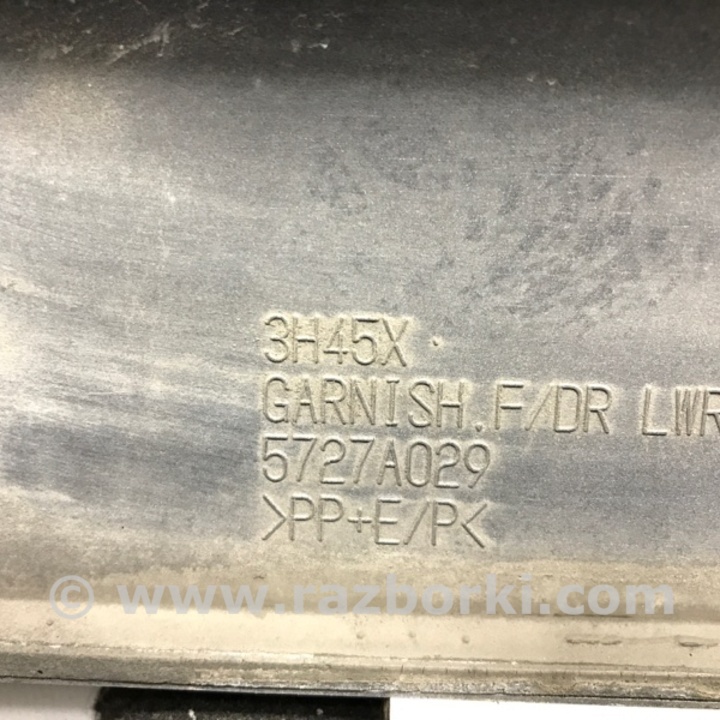 3H45X
GARNISH.F/DR LWR
5727A029
>PP+E/P<
© www.razborki.com